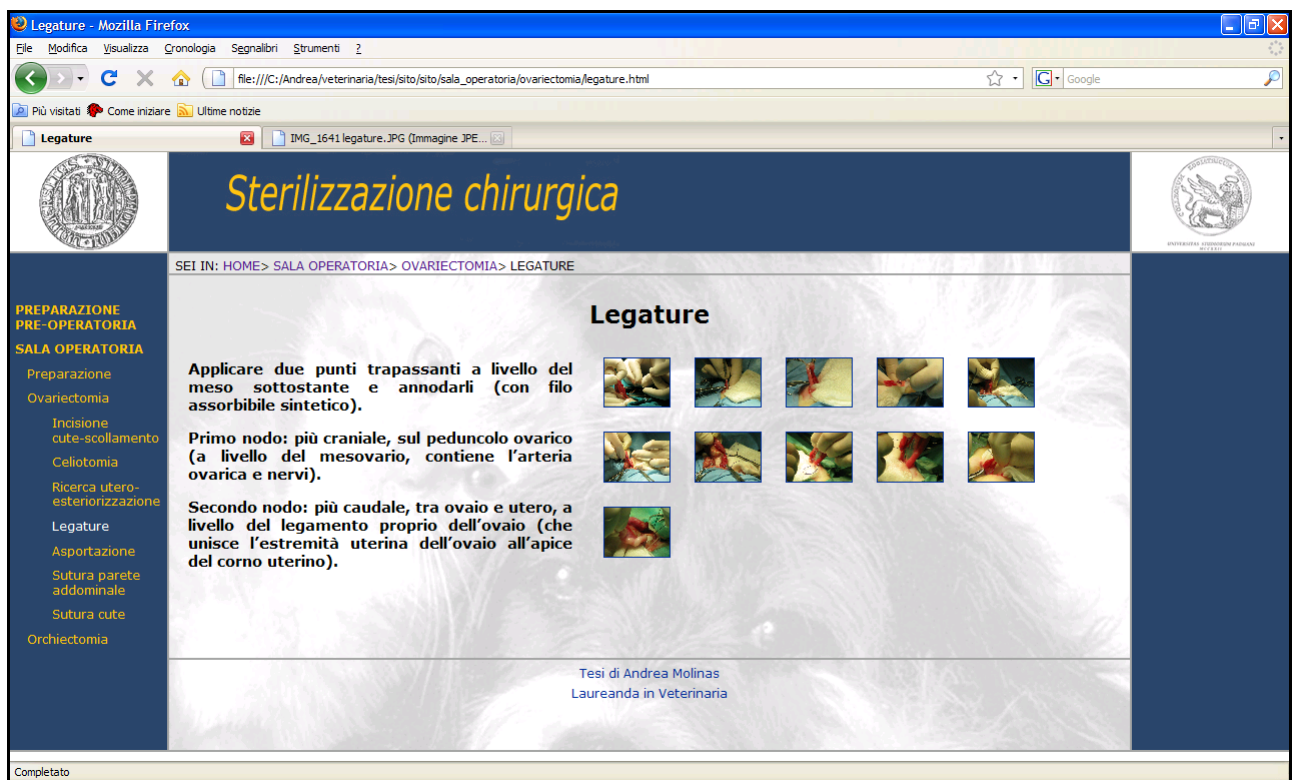 Legature - Mozilla Firefox
File Modifica Visualizza Cronologia Segnalibri Strumenti ?
file:///C:/Andrea/veterinaria/tesi/sito/sito/sala_operatoria/ovariectomia/legature.html
G Google
Più visitati Come iniziare Ultime notizie
Legature
IMG_1641 legature.JPG (Immagine JPE...
Sterilizzazione chirurgica
SEI IN: HOME> SALA OPERATORIA> OVARIECTOMIA> LEGATURE
PREPARAZIONE
PRE-OPERATORIA
SALA OPERATORIA
Preparazione
Ovariectomia
Incisione
cute-scollamento
Celiotomia
Ricerca utero-
esteriorizzazione
Legature
Asportazione
Sutura parete
addominale
Sutura cute
Orchiectomia
Legature
Applicare due punti trapassanti a livello del
meso sottostante e annodarli (con filo
assorbibile sintetico).
Primo nodo: più craniale, sul peduncolo ovarico
(a livello del mesovario, contiene l'arteria
ovarica e nervi).
Secondo nodo: più caudale, tra ovaio e utero, a
livello del legamento proprio dell'ovaio (che
unisce l'estremità uterina dell'ovaio all'apice
del corno uterino).
Tesi di Andrea Molinas
Laureanda in Veterinaria
Completato